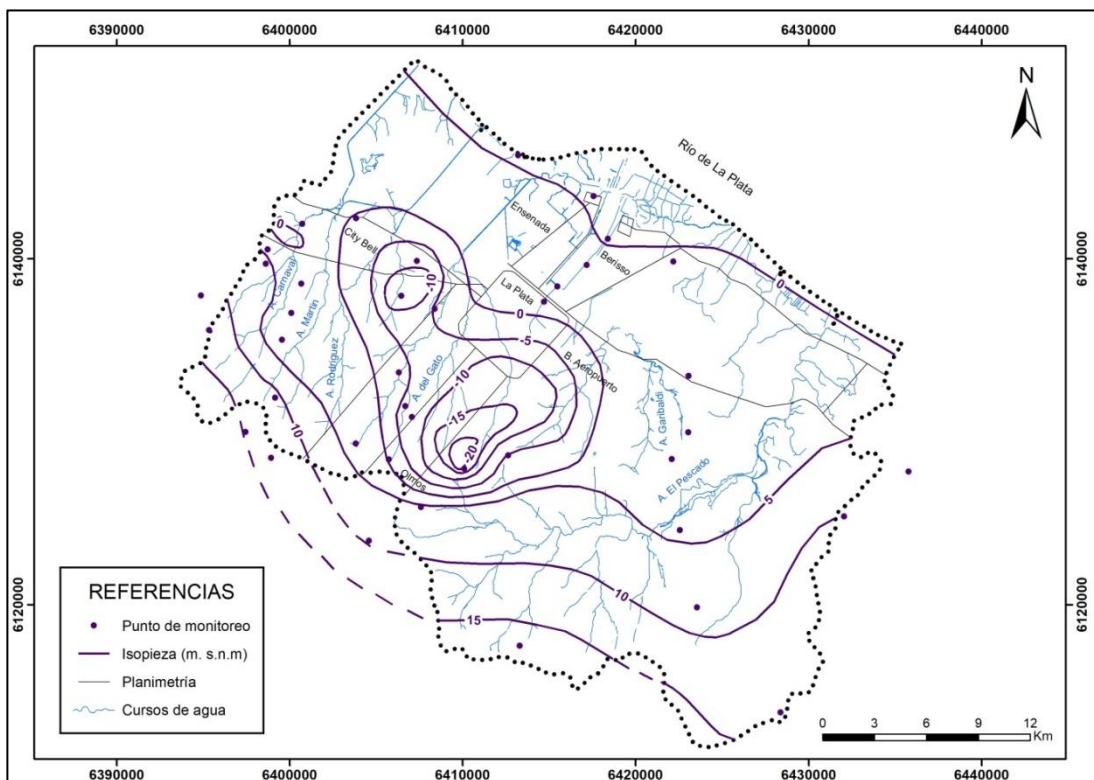 6390000 6400000 6410000 6420000 6430000 6440000
N
Río de La Plata
Ensenada
0
City Bell
6140000
6140000
Berisso
-10
A. Carnaval
La Plata
0
0
A. Martin
-5
A. Rodriguez
A. del Gato
-10
B. Aeropuerto
-15
A. Garibaldi
10
-20
A. El Pescado
5
Olmos
REFERENCIAS
Punto de monitoreo
Isopieza (m. s.n.m)
Planimetría
Cursos de agua
10
15
6120000
6120000
0 3 6 9 12
Km
6390000 6400000 6410000 6420000 6430000 6440000